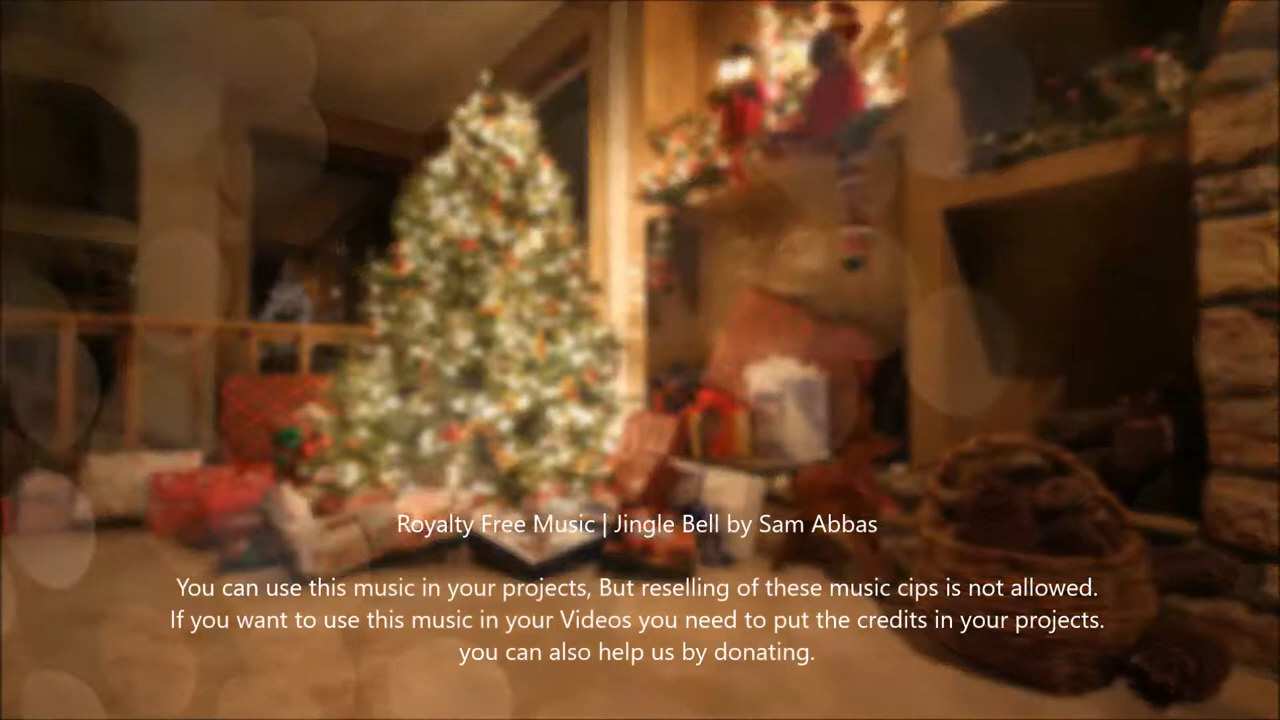 Royalty Free Music | Jingle Bell by Sam Abbas
You can use this music in your projects, But reselling of these music cips is not allowed.
If you want to use this music in your Videos you need to put the credits in your projects.
you can also help us by donating.